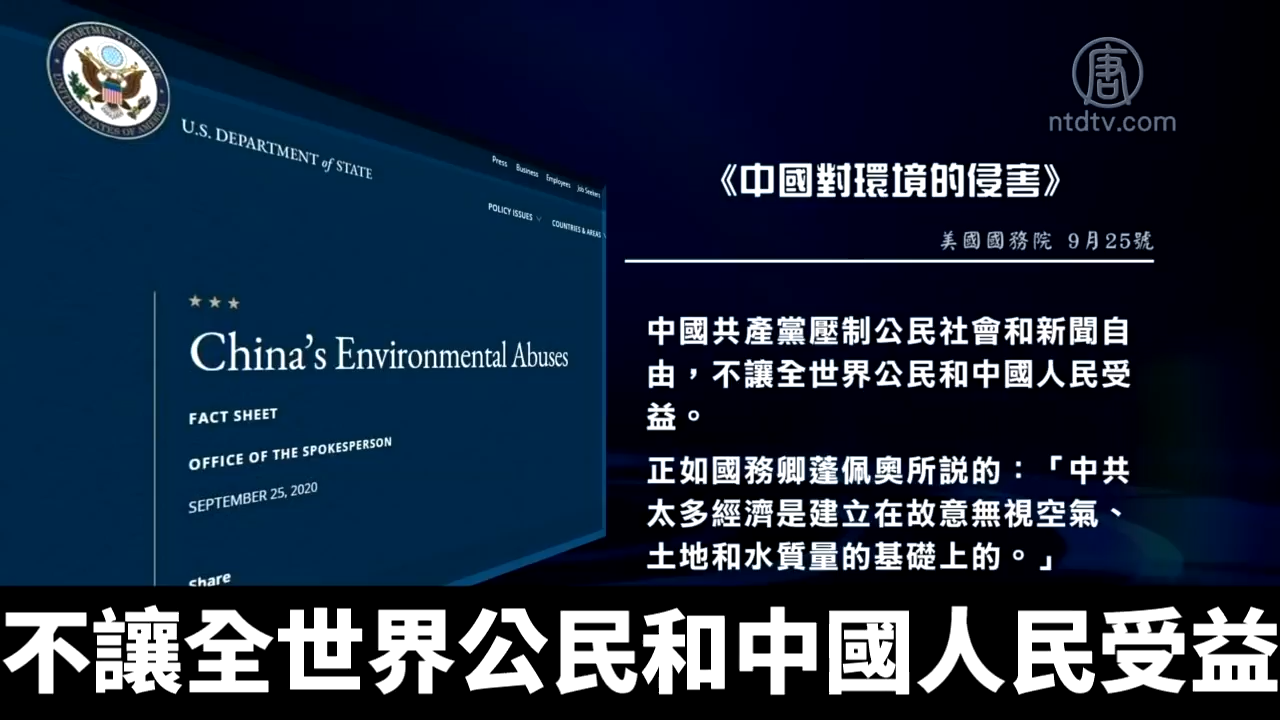 DEPARTMENT OF STATE
UNITED STATES OF AMERICA
U.S. DEPARTMENT of STATE
Press Business Employees Job Seekers
POLICY ISSUES COUNTRIES & AREAS
China's Environmental Abuses
FACT SHEET
OFFICE OF THE SPOKESPERSON
SEPTEMBER 25, 2020
Share
唐
ntdtv.com
《中國對環境的侵害》
美國國務院 9月25號
中國共產黨壓制公民社會和新聞自
由，不讓全世界公民和中國人民受
益。
正如國務卿蓬佩奧所説的：「中共
太多經濟是建立在故意無視空氣、
土地和水質量的基礎上的。」
不讓全世界公民和中國人民受益